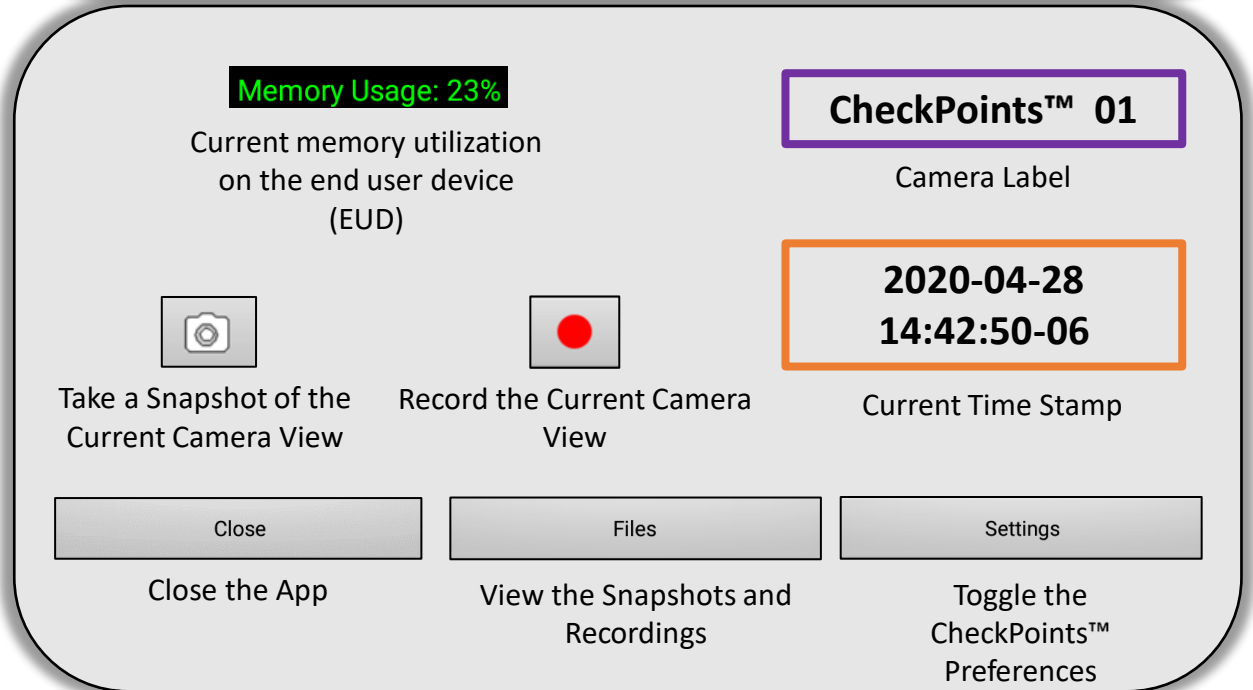 Memory Usage: 23%
Current memory utilization
on the end user device
(EUD)
CheckPoints™ 01
Camera Label
2020-04-28
14:42:50-06
Current Time Stamp
Take a Snapshot of the
Current Camera View
Record the Current Camera
View
Close
Close the App
Files
View the Snapshots and
Recordings
Settings
Toggle the
CheckPoints™
Preferences